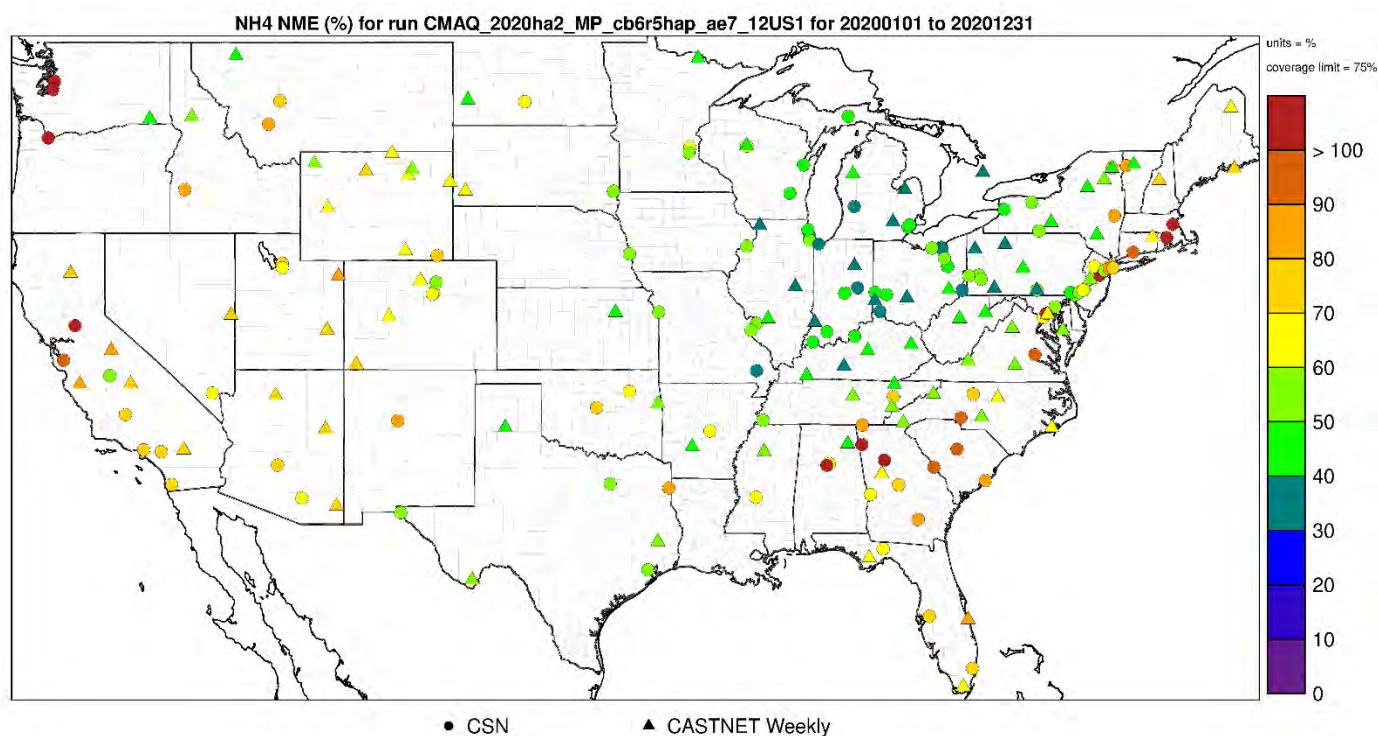 NH4 NME (%) for run CMAQ_2020ha2_MP_cb6r5hap_ae7_12US1 for 20200101 to 20201231
units = %
coverage limit = 75%
> 100
90
80
70
60
50
40
30
20
10
0
CSN
CASTNET Weekly